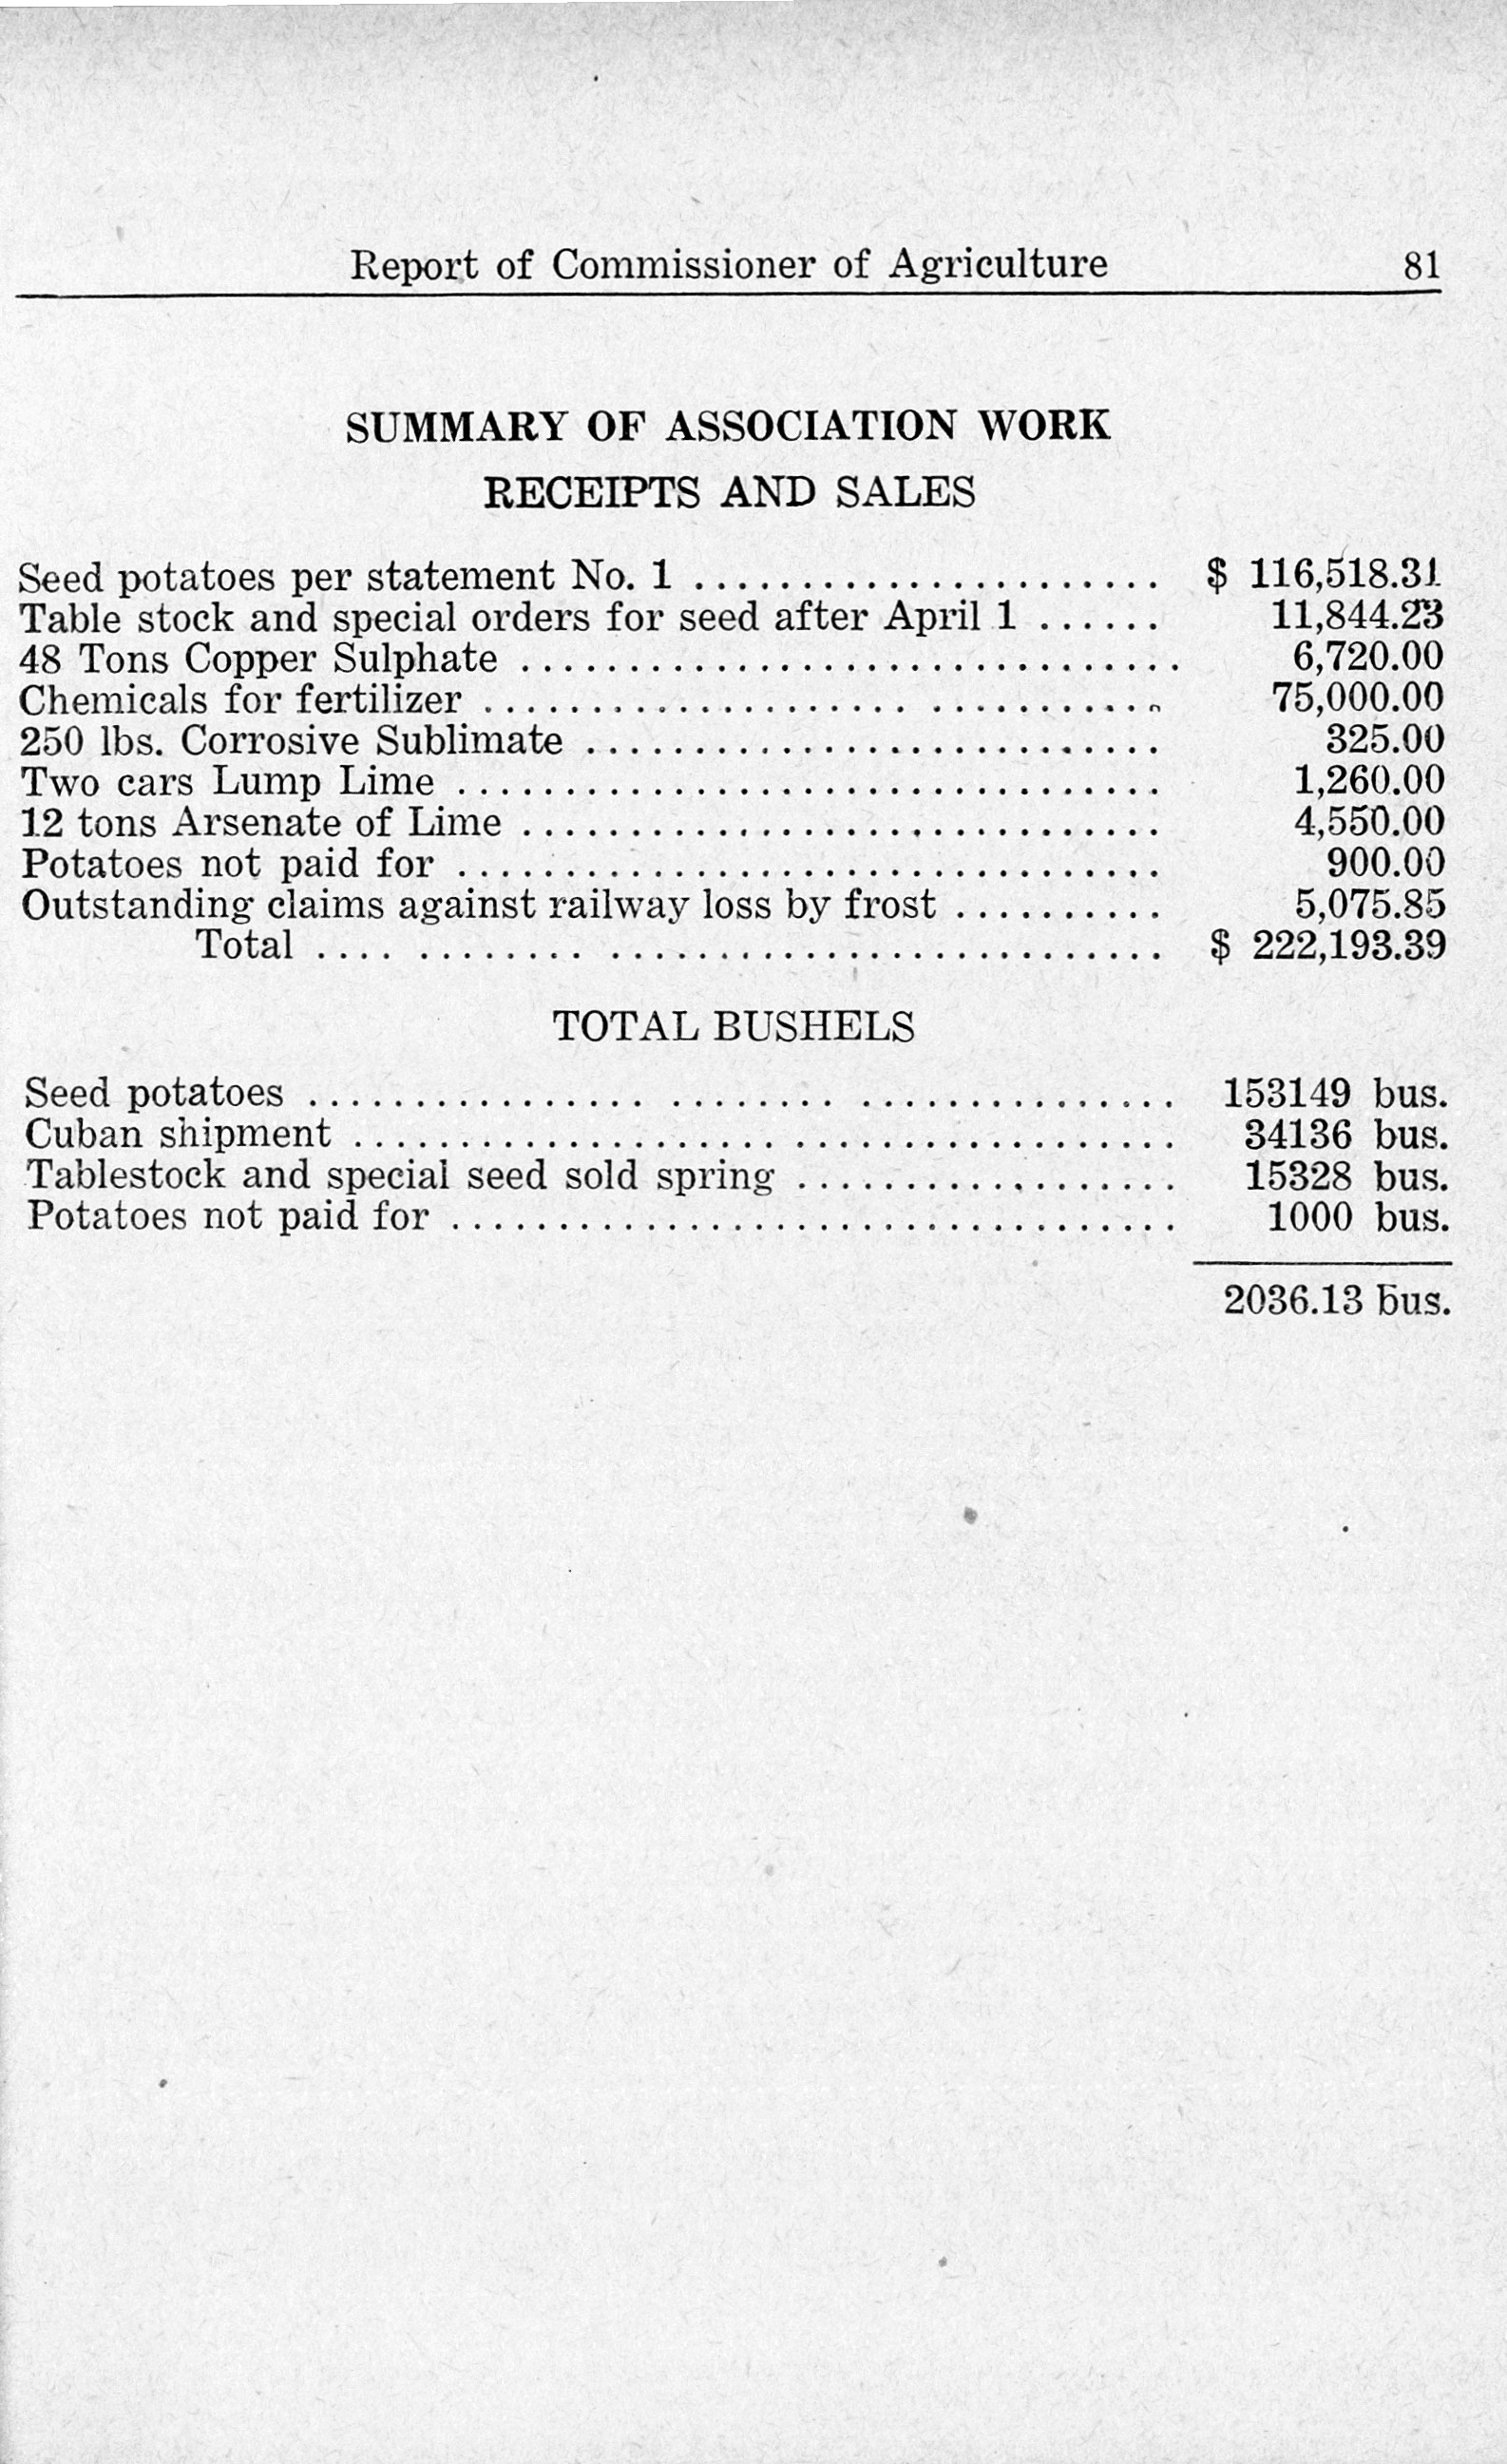 Report of Commissioner of Agriculture 81
SUMMARY OF ASSOCIATION WORK
RECEIPTS AND SALES
Seed potatoes per statement No. 1 ...................... $ 116,518.31
Table stock and special orders for seed after April 1 ...... 11,844.23
48 Tons Copper Sulphate ............................... 6,720.00
Chemicals for fertilizer ............................... 75,000.00
250 lbs. Corrosive Sublimate ........................... 325.00
Two cars Lump Lime ................................. 1,260.00
12 tons Arsenate of Lime .............................. 4,550.00
Potatoes not paid for ................................. 900.00
Outstanding claims against railway loss by frost .......... 5,075.85
Total .... ........ .......................... $ 222,193.39
TOTAL BUSHELS
Seed potatoes ................ ........ ............... 153149 bus.
Cuban shipment .................... .................. 34136 bus.
Tablestock and special seed sold spring .................. 15328 bus.
Potatoes not paid for .................................. 1000 bus.
2036.13 bus.